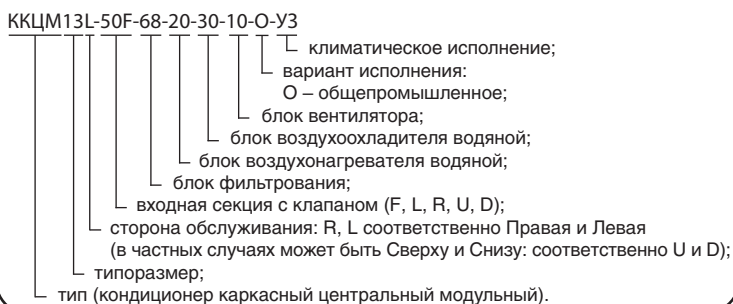 ККЦМ13L-50F-68-20-30-10-О-У3
климатическое исполнение;
вариант исполнения:
О – общепромышленное;
блок вентилятора;
блок воздухоохладителя водяной;
блок воздухонагревателя водяной;
блок фильтрования;
входная секция с клапаном (F, L, R, U, D);
сторона обслуживания: R, L соответственно Правая и Левая
(в частных случаях может быть Сверху и Снизу: соответственно U и D);
типоразмер;
тип (кондиционер каркасный центральный модульный).